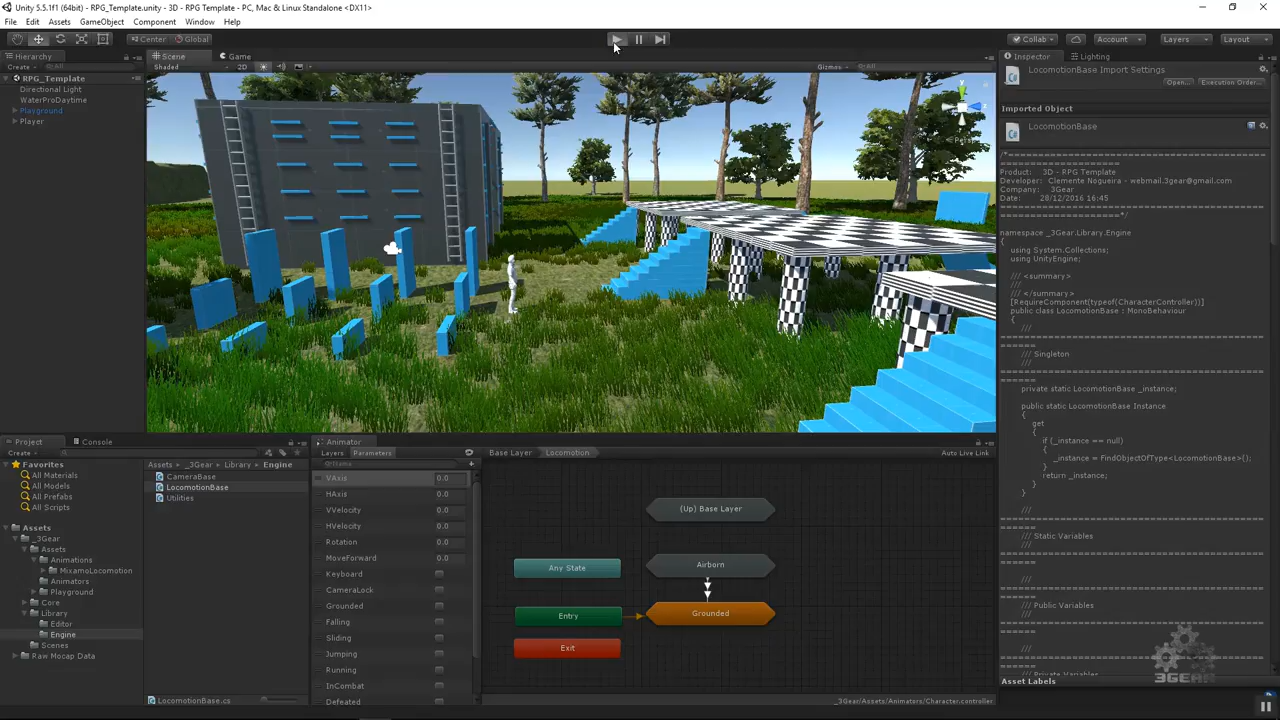 Unity 5.5.1f1 (64bit) - RPG_Template.unity - 3D - RPG Template - PC, Mac & Linux Standalone <DX11>
File Edit Assets GameObject Component Window Help
Center Global Collab Account Layers Layout
Hierarchy Scene Game Inspector Lighting
Create All Shaded 2D Gizmos All
LocomotionBase Import Settings
Open... Execution Order...
RPG_Template
Directional Light
WaterProDaytime
Playground
Player
Imported Object
LocomotionBase
Product: 3D - RPG Template
Developer: Clemente Nogueira - webmail.3gear@gmail.com
Company: 3Gear
Date: 28/12/2016 16:45
======================*/
namespace _3Gear.Library.Engine
{
using System.Collections;
using UnityEngine;
/// <summary>
///
/// </summary>
[RequireComponent(typeof(CharacterController))]
public class LocomotionBase : MonoBehaviour
{
///
======
/// Singleton
///
======
private static LocomotionBase _instance;
public static LocomotionBase Instance
{
get
{
if (_instance == null)
{
_instance = FindObjectOfType<LocomotionBase>();
}
return _instance;
}
}
///
======
/// Static Variables
///
======
///
======
/// Public Variables
///
======
///
======
/// Private Variables
Asset Labels
3GEAR
Project Console
Create
Favorites
All Materials
All Models
All Prefabs
All Scripts
Assets
_3Gear
Assets
Animations
MixamoLocomotion
Animators
Playground
Core
Library
Editor
Engine
Scenes
Raw Mocap Data
Assets _3Gear Library Engine
CameraBase
LocomotionBase
Utilities
LocomotionBase.cs
Animator
Layers Parameters Base Layer Locomotion Auto Live Link
VAxis 0.0
HAxis 0.0
VVelocity 0.0
HVelocity 0.0
Rotation 0.0
MoveForward 0.0
Keyboard
CameraLock
Grounded
Falling
Sliding
Jumping
Running
InCombat
Defeated
(Up) Base Layer
Any State
Airborn
Entry
Grounded
Exit
_3Gear/Assets/Animators/Character.controller